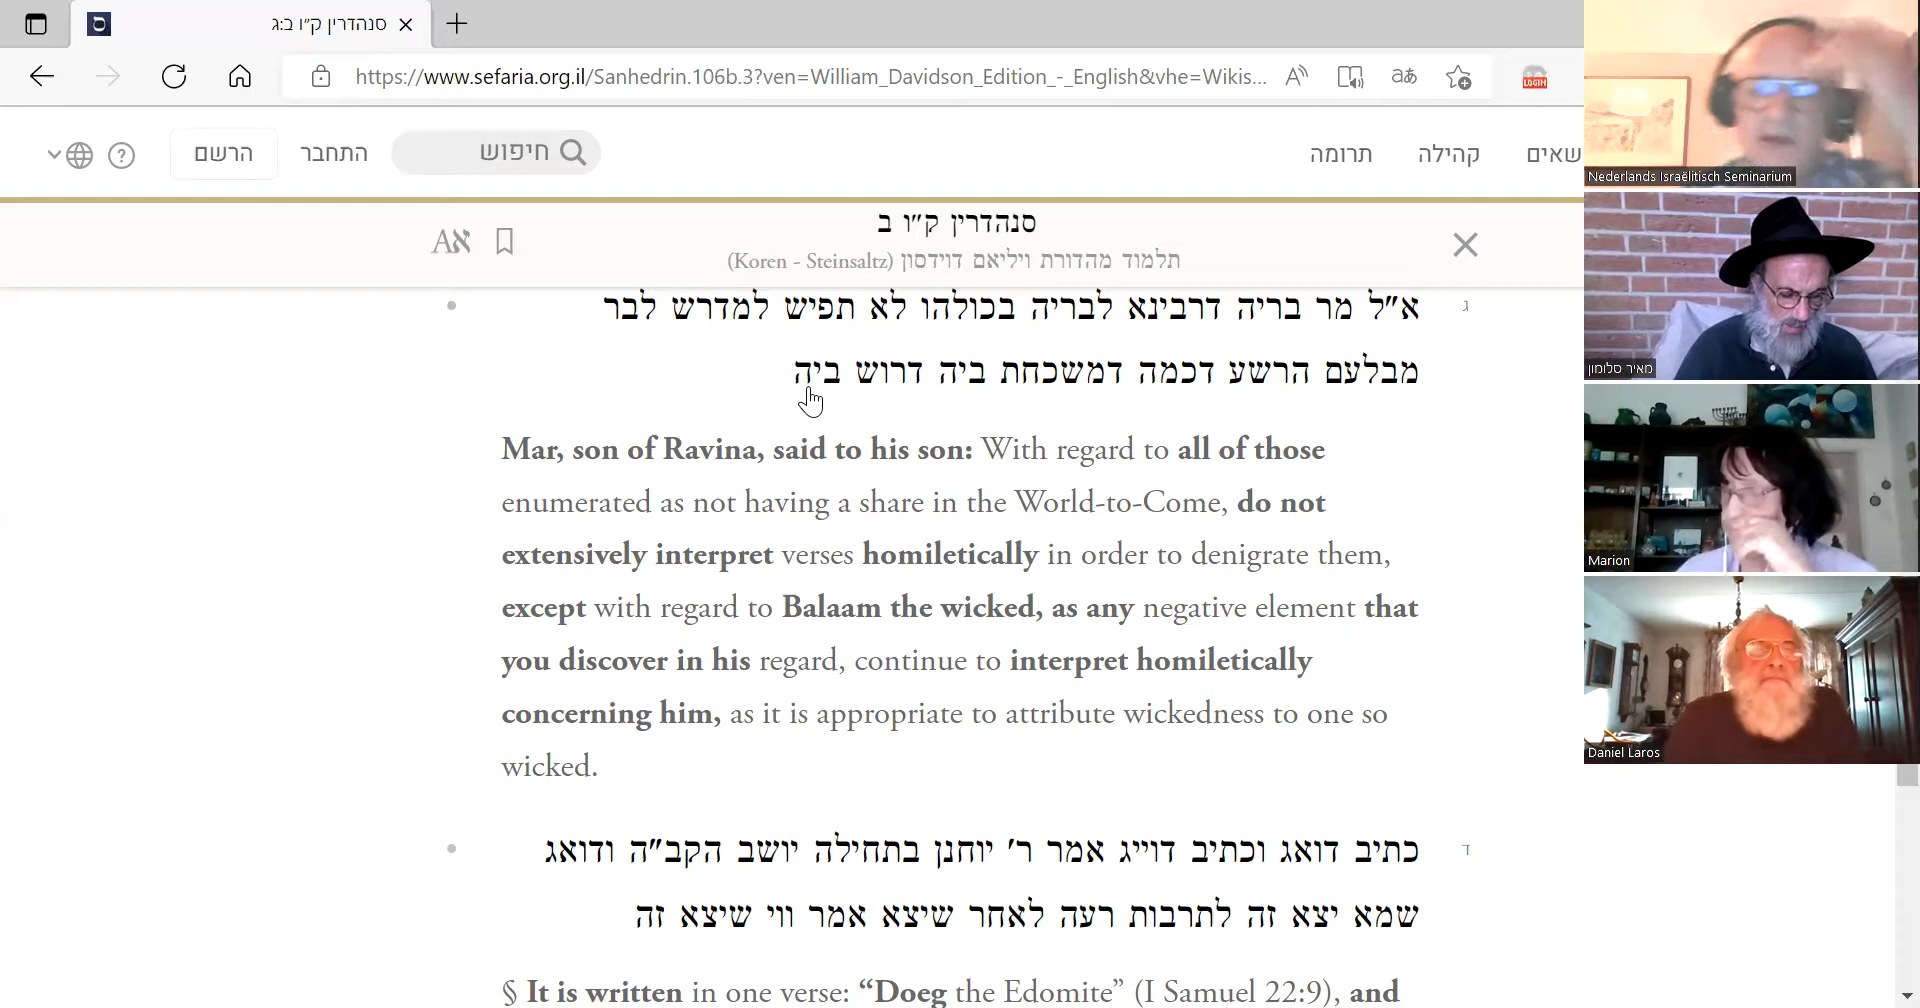 סנהדרין ק״ו ב:ג
https://www.sefaria.org.il/Sanhedrin.106b.3?ven=William_Davidson_Edition_-_English&vhe=Wikis...
aあ
LOGIN
שאים
קהילה
תרומה
חיפוש
התחבר
הרשם
סנהדרין ק״ו ב
תלמוד מהדורת ויליאם דוידסון (Koren - Steinsaltz)
Aא
ג
א״ל מר בריה דרבינא לבריה בכולהו לא תפיש למדרש לבר
מבלעם הרשע דכמה דמשכחת ביה דרוש ביה
Mar, son of Ravina, said to his son: With regard to all of those
enumerated as not having a share in the World-to-Come, do not
extensively interpret verses homiletically in order to denigrate them,
except with regard to Balaam the wicked, as any negative element that
you discover in his regard, continue to interpret homiletically
concerning him, as it is appropriate to attribute wickedness to one so
wicked.
ד
כתיב דואג וכתיב דוייג אמר ר׳ יוחנן בתחילה יושב הקב״ה ודואג
שמא יצא זה לתרבות רעה לאחר שיצא אמר ווי שיצא זה
§ It is written in one verse: “Doeg the Edomite” (I Samuel 22:9), and
Nederlands Israëlitisch Seminarium
מאיר סלומון
Marion
Daniel Laros